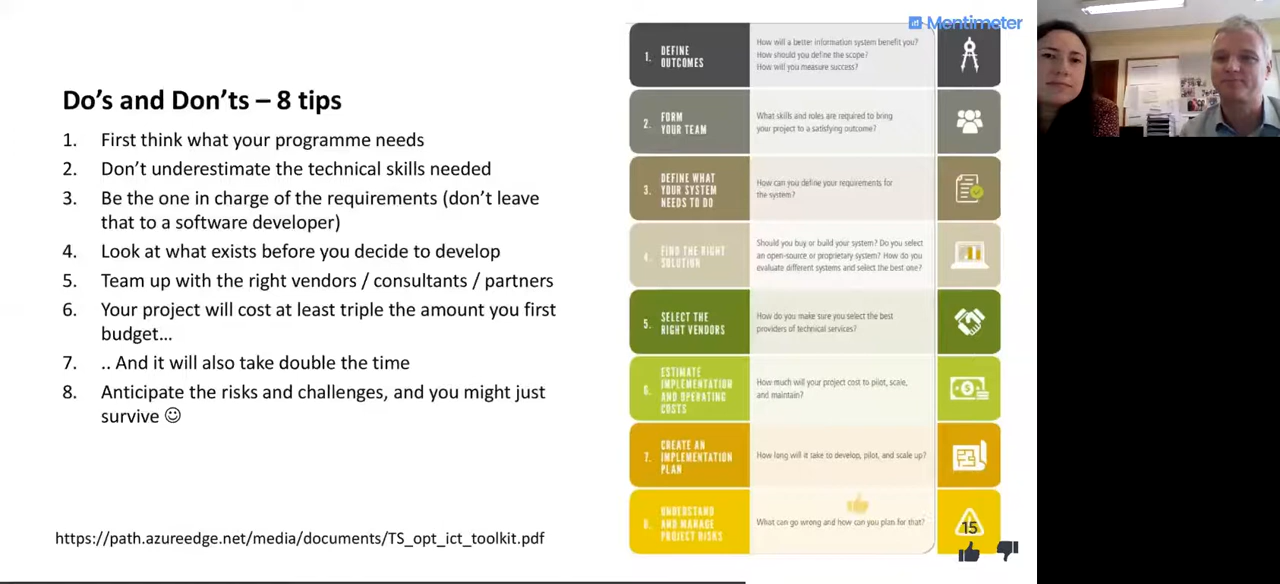 Do's and Don'ts – 8 tips
1. First think what your programme needs
2. Don't underestimate the technical skills needed
3. Be the one in charge of the requirements (don't leave
that to a software developer)
4. Look at what exists before you decide to develop
5. Team up with the right vendors / consultants / partners
6. Your project will cost at least triple the amount you first
budget...
7. .. And it will also take double the time
8. Anticipate the risks and challenges, and you might just
survive ☺
https://path.azureedge.net/media/documents/TS_opt_ict_toolkit.pdf
Mentimeter
1. DEFINE
OUTCOMES
How will a better information system benefit you?
How should you define the scope?
How will you measure success?
2. FORM
YOUR TEAM
What skills and roles are required to bring
your project to a satisfying outcome?
3. DEFINE WHAT
YOUR SYSTEM
NEEDS TO DO
How can you define your requirements for
the system?
4. FIND THE RIGHT
SOLUTION
Should you buy or build your system? Do you select
an open-source or proprietary system? How do you
evaluate different systems and select the best one?
5. SELECT THE
RIGHT VENDORS
How do you make sure you select the best
providers of technical services?
6. ESTIMATE
IMPLEMENTATION
AND OPERATING
COSTS
How much will your project cost to pilot, scale,
and maintain?
7. CREATE AN
IMPLEMENTATION
PLAN
How long will it take to develop, pilot, and scale up?
8. UNDERSTAND
AND MANAGE
PROJECT RISKS
What can go wrong and how can you plan for that?
15